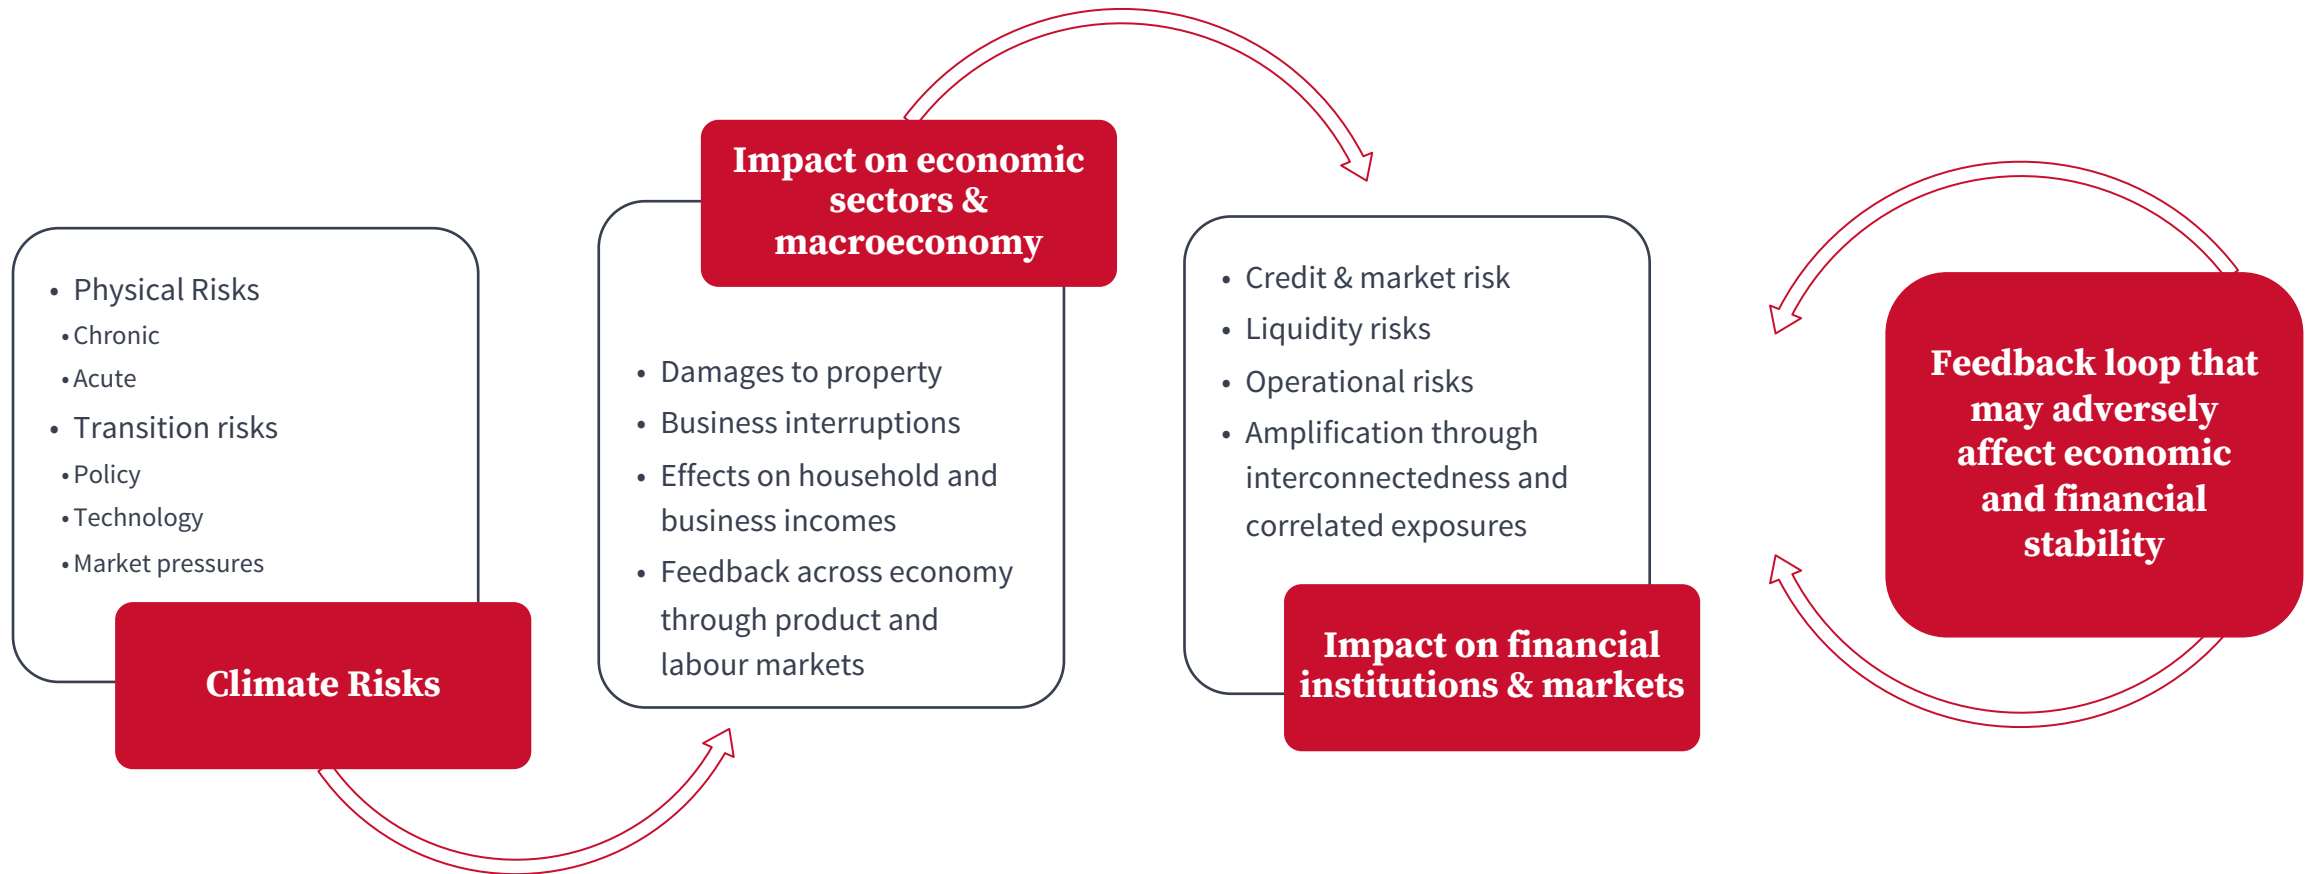 • Physical Risks
• Chronic
• Acute
• Transition risks
• Policy
• Technology
• Market pressures
Climate Risks
Impact on economic
sectors &
macroeconomy
• Damages to property
• Business interruptions
• Effects on household and
business incomes
• Feedback across economy
through product and
labour markets
• Credit & market risk
• Liquidity risks
• Operational risks
• Amplification through
interconnectedness and
correlated exposures
Impact on financial
institutions & markets
Feedback loop that
may adversely
affect economic
and financial
stability